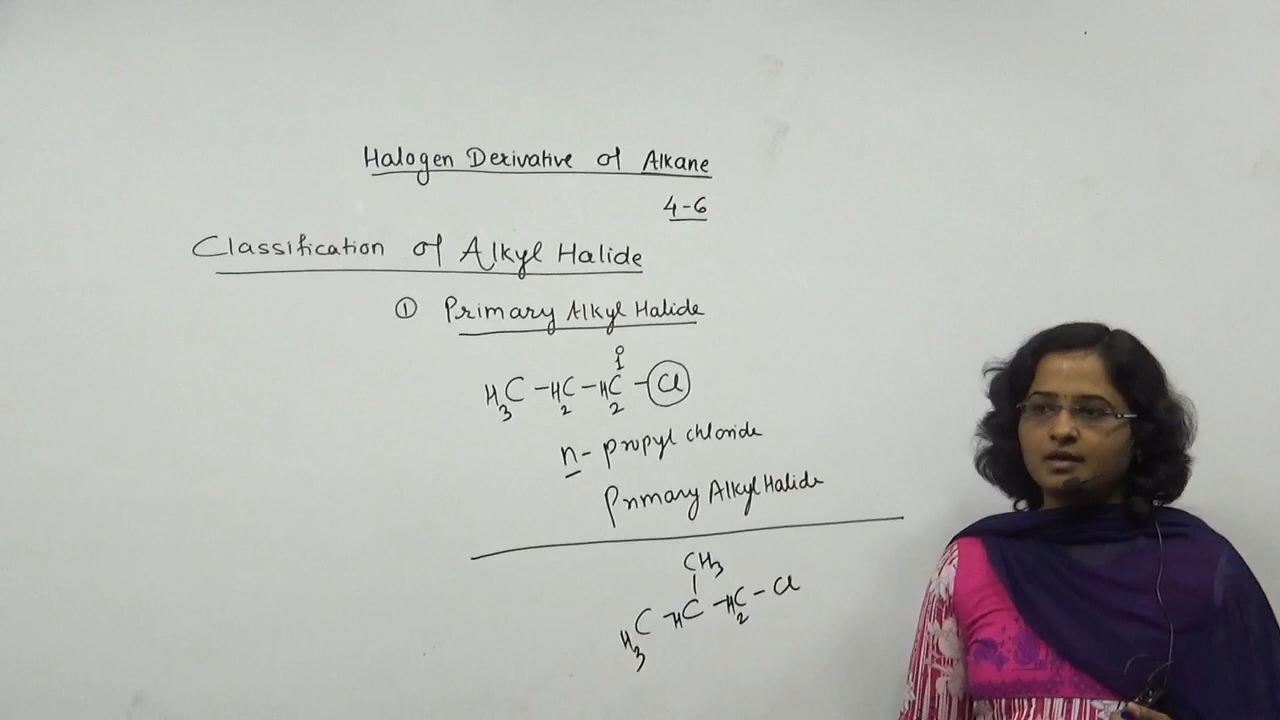 Halogen Derivative of Alkane
4-6
Classification of Alkyl Halide
① Primary Alkyl Halide
1°
H₃C - H₂C - H₂C - Cl
n - propyl chloride
Primary Alkyl Halide
CH₃
H₃C - HC - H₂C - Cl